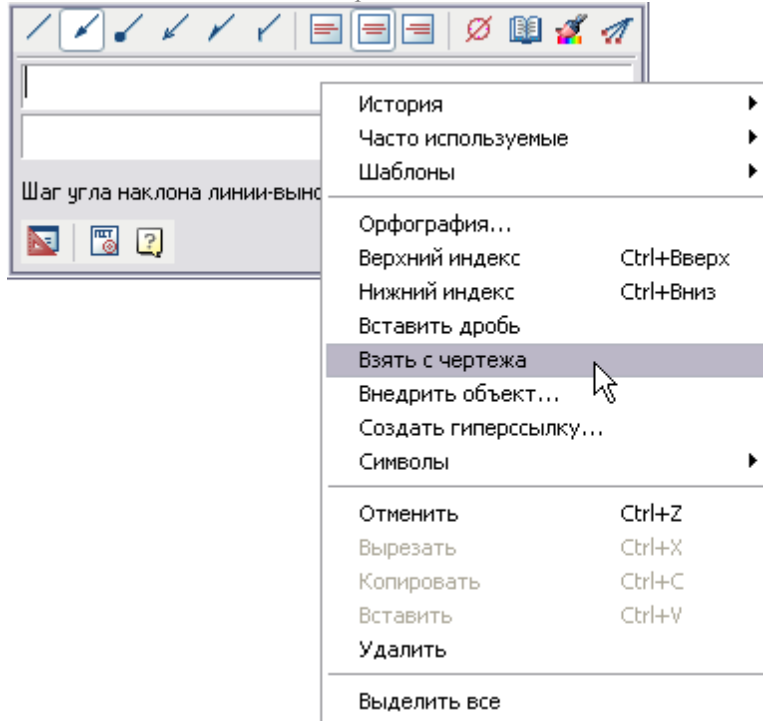 История
Часто используемые
Шаблоны
Шаг угла наклона линии-выно
Орфография...
Верхний индекс Ctrl+Вверх
Нижний индекс Ctrl+Вниз
Вставить дробь
Взять с чертежа
Внедрить объект...
Создать гиперссылку...
Символы
Отменить Ctrl+Z
Вырезать Ctrl+X
Копировать Ctrl+C
Вставить Ctrl+V
Удалить
Выделить все